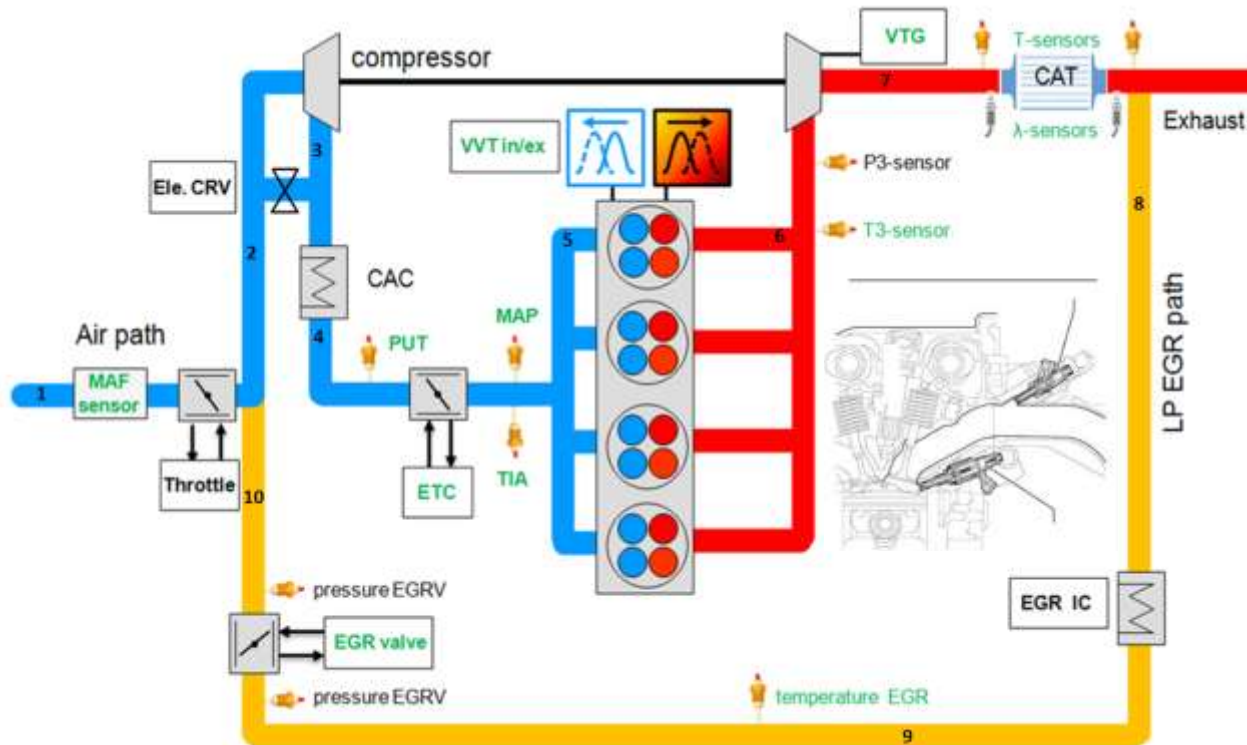 compressor
VTG
T-sensors
CAT
7
λ-sensors
Exhaust
VVT in/ex
3
P3-sensor
Ele. CRV
8
T3-sensor
2
5
6
CAC
LP EGR path
Air path
4
PUT
MAP
1
MAF
sensor
Throttle
ETC
TIA
10
pressure EGRV
EGR IC
EGR valve
pressure EGRV
temperature EGR
9